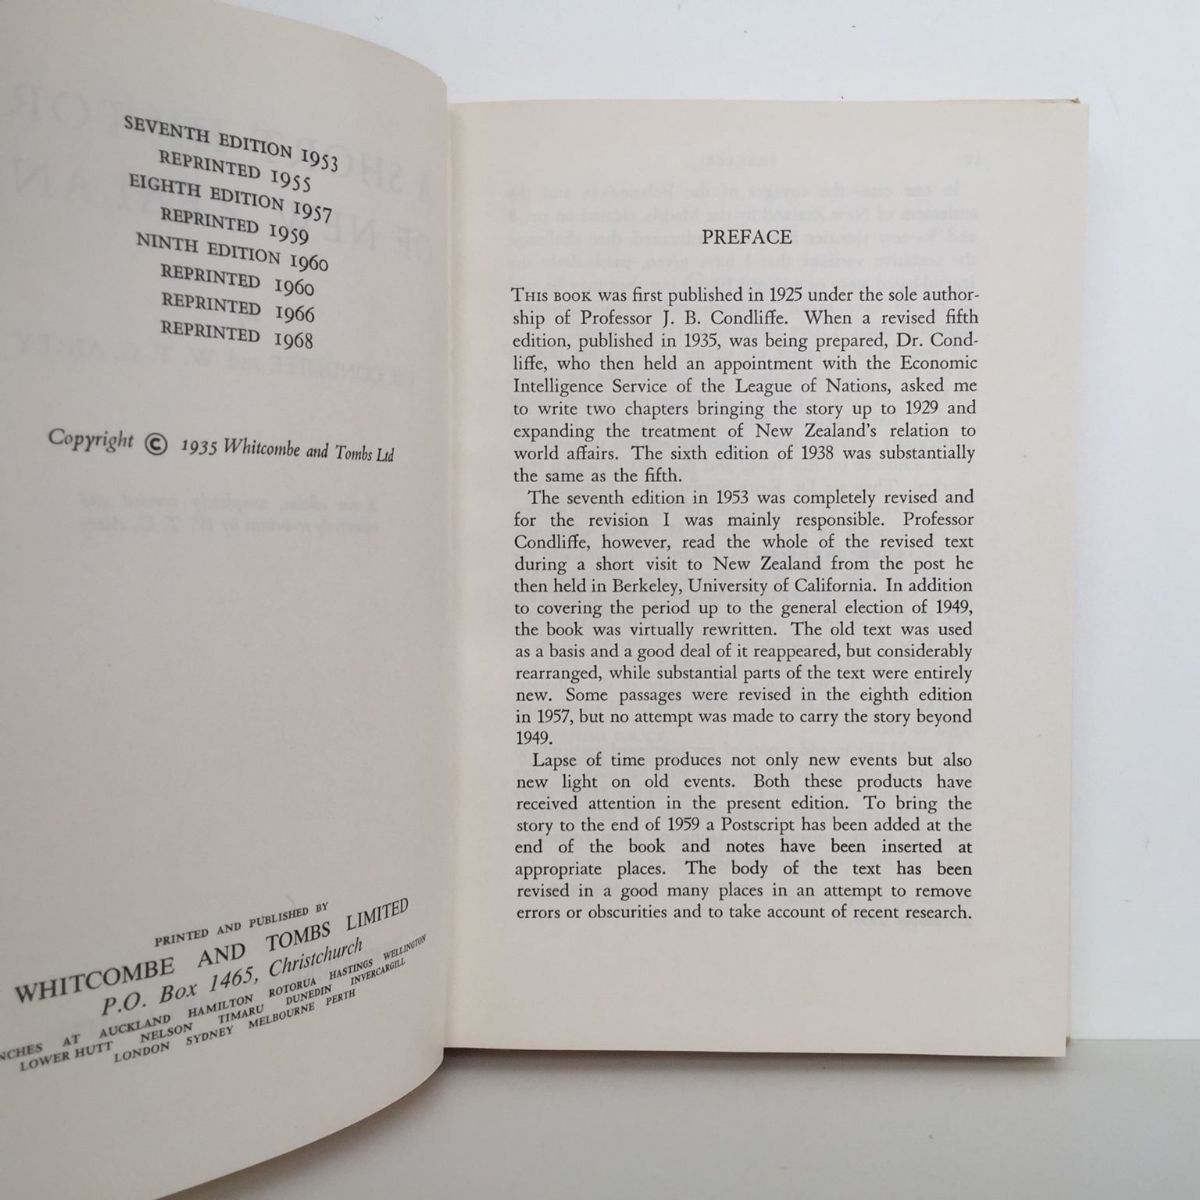 SEVENTH EDITION 1953
REPRINTED 1955
EIGHTH EDITION 1957
REPRINTED 1959
NINTH EDITION 1960
REPRINTED 1960
REPRINTED 1966
REPRINTED 1968
Copyright © 1935 Whitcombe and Tombs Ltd
PRINTED AND PUBLISHED BY
WHITCOMBE AND TOMBS LIMITED
P.O. Box 1465, Christchurch
AT AUCKLAND HAMILTON ROTORUA HASTINGS WELLINGTON
LOWER HUTT NELSON TIMARU DUNEDIN INVERCARGILL
LONDON SYDNEY MELBOURNE PERTH
PREFACE
THIS BOOK was first published in 1925 under the sole author-
ship of Professor J. B. Condliffe. When a revised fifth
edition, published in 1935, was being prepared, Dr. Cond-
liffe, who then held an appointment with the Economic
Intelligence Service of the League of Nations, asked me
to write two chapters bringing the story up to 1929 and
expanding the treatment of New Zealand's relation to
world affairs. The sixth edition of 1938 was substantially
the same as the fifth.
The seventh edition in 1953 was completely revised and
for the revision I was mainly responsible. Professor
Condliffe, however, read the whole of the revised text
during a short visit to New Zealand from the post he
then held in Berkeley, University of California. In addition
to covering the period up to the general election of 1949,
the book was virtually rewritten. The old text was used
as a basis and a good deal of it reappeared, but considerably
rearranged, while substantial parts of the text were entirely
new. Some passages were revised in the eighth edition
in 1957, but no attempt was made to carry the story beyond
1949.
Lapse of time produces not only new events but also
new light on old events. Both these products have
received attention in the present edition. To bring the
story to the end of 1959 a Postscript has been added at the
end of the book and notes have been inserted at
appropriate places. The body of the text has been
revised in a good many places in an attempt to remove
errors or obscurities and to take account of recent research.